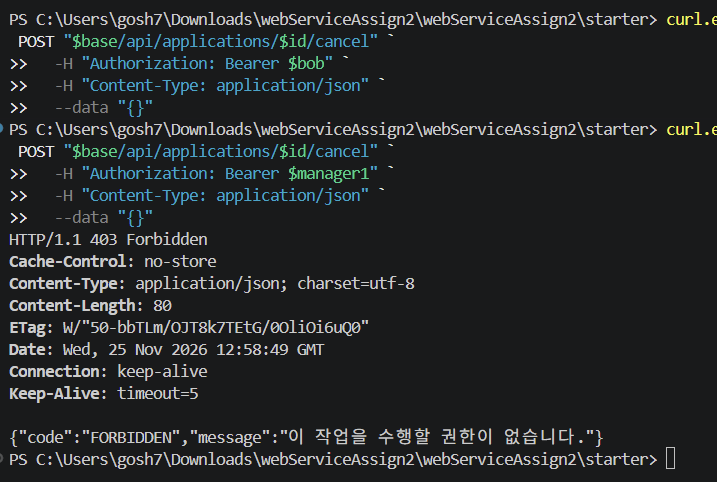 PS C:\Users\gosh7\Downloads\webServiceAssign2\webServiceAssign2\starter> curl.e
 POST "$base/api/applications/$id/cancel" `
>>   -H "Authorization: Bearer $bob" `
>>   -H "Content-Type: application/json" `
>>   --data "{}"
PS C:\Users\gosh7\Downloads\webServiceAssign2\webServiceAssign2\starter> curl.e
 POST "$base/api/applications/$id/cancel" `
>>   -H "Authorization: Bearer $manager1" `
>>   -H "Content-Type: application/json" `
>>   --data "{}"
HTTP/1.1 403 Forbidden
Cache-Control: no-store
Content-Type: application/json; charset=utf-8
Content-Length: 80
ETag: W/"50-bbTLm/OJT8k7TEtG/0OliOi6uQ0"
Date: Wed, 25 Nov 2026 12:58:49 GMT
Connection: keep-alive
Keep-Alive: timeout=5

{"code":"FORBIDDEN","message":"이 작업을 수행할 권한이 없습니다."}
PS C:\Users\gosh7\Downloads\webServiceAssign2\webServiceAssign2\starter>